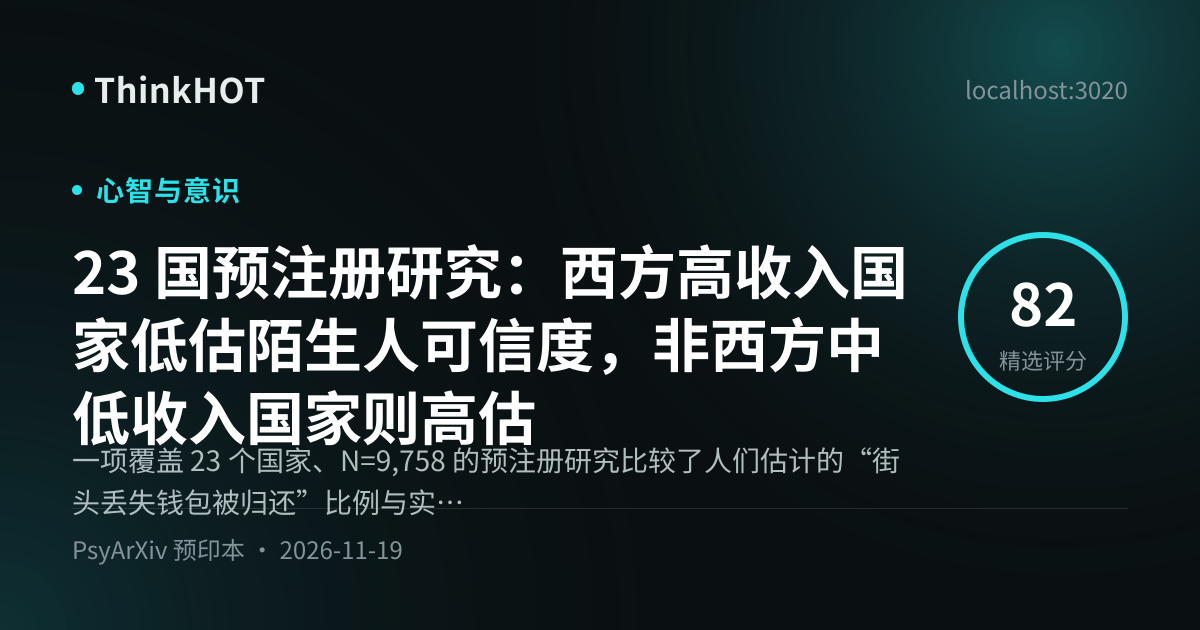 ThinkHOT
localhost:3020
心智与意识
23 国预注册研究：西方高收入国
家低估陌生人可信度，非西方中
低收入国家则高估
82
精选评分
一项覆盖 23 个国家、N=9,758 的预注册研究比较了人们估计的“街
头丢失钱包被归还”比例与实…
PsyArXiv 预印本 · 2026-11-19